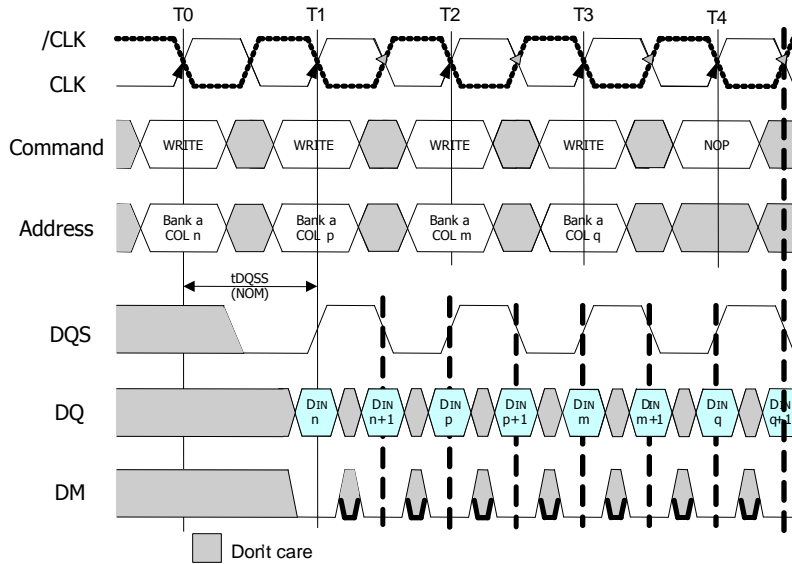 T0 T1 T2 T3 T4
/CLK
CLK
Command WRITE WRITE WRITE WRITE NOP
Address Bank a COL n Bank a COL p Bank a COL m Bank a COL q
tDQSS
(NOM)
DQS
DQ DIN n DIN n+1 DIN p DIN p+1 DIN m DIN m+1 DIN q DIN q+1
DM
Don't care